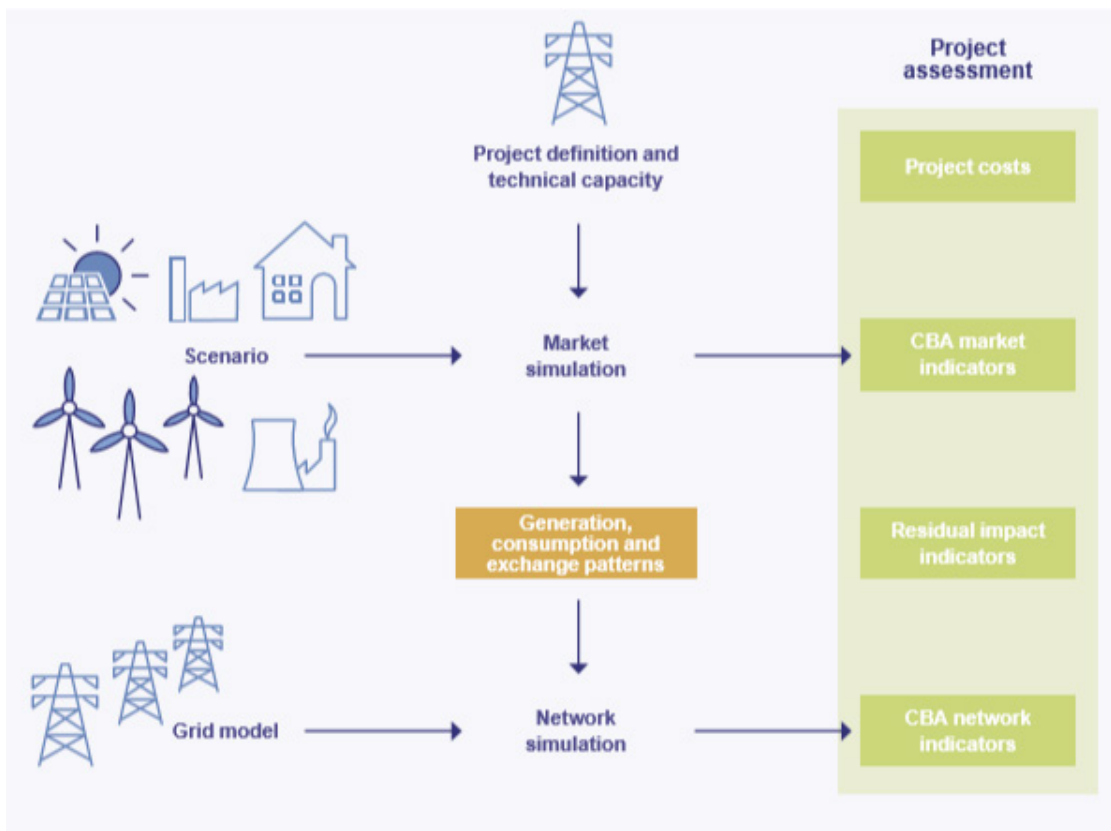 Project
assessment
Project definition and
technical capacity
Project costs
Scenario
Market
simulation
CBA market
indicators
Generation,
consumption and
exchange patterns
Residual impact
indicators
Grid model
Network
simulation
CBA network
indicators